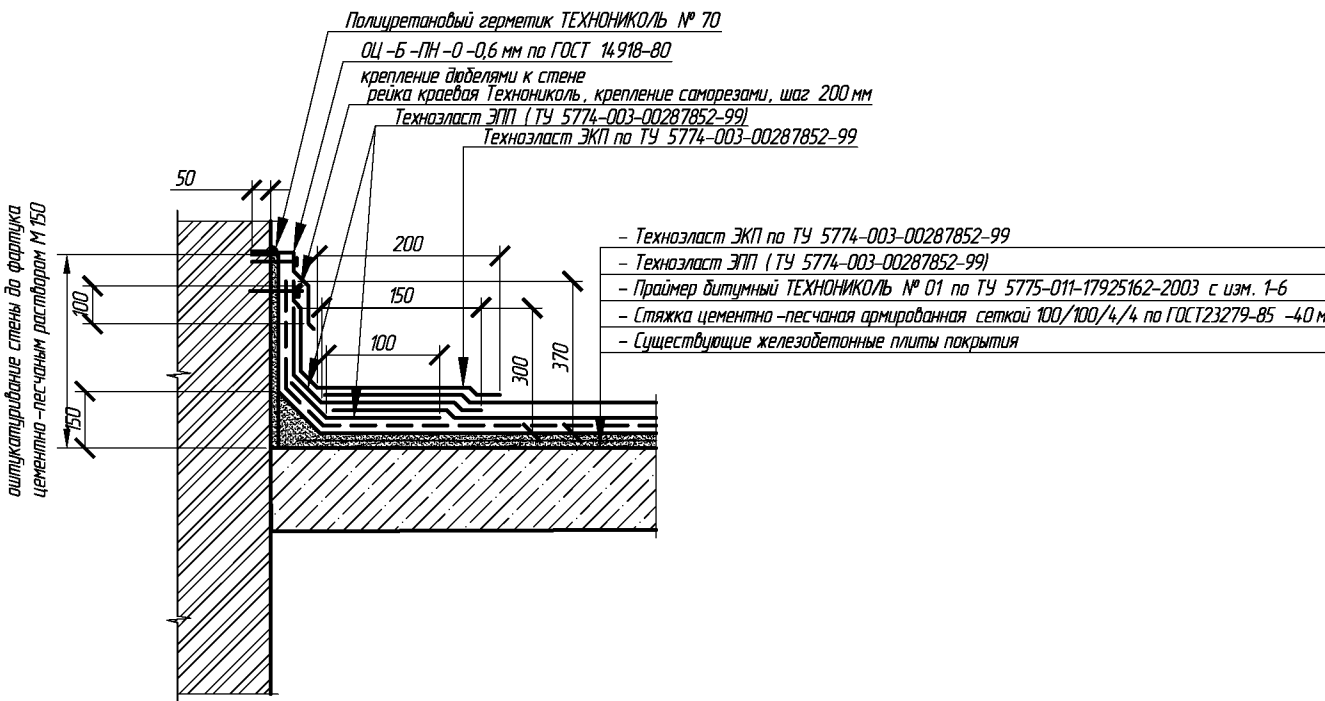 Полиуретановый герметик ТЕХНОНИКОЛЬ № 70
ОЦ -Б -ПН -О -0,6 мм по ГОСТ 14918-80
крепление дюбелями к стене
рейка краевая Технониколь, крепление саморезами, шаг 200 мм
Техноэласт ЭПП (ТУ 5774-003-00287852-99)
Техноэласт ЭКП по ТУ 5774-003-00287852-99
50
оштукатуривание стены до фартука
цементно-песчаным раствором М150
100
150
200
150
100
300
370
- Техноэласт ЭКП по ТУ 5774-003-00287852-99
- Техноэласт ЭПП (ТУ 5774-003-00287852-99)
- Праймер битумный ТЕХНОНИКОЛЬ № 01 по ТУ 5775-011-17925162-2003 с изм. 1-6
- Стяжка цементно-песчаная армированная сеткой 100/100/4/4 по ГОСТ23279-85 -40 м
- Существующие железобетонные плиты покрытия